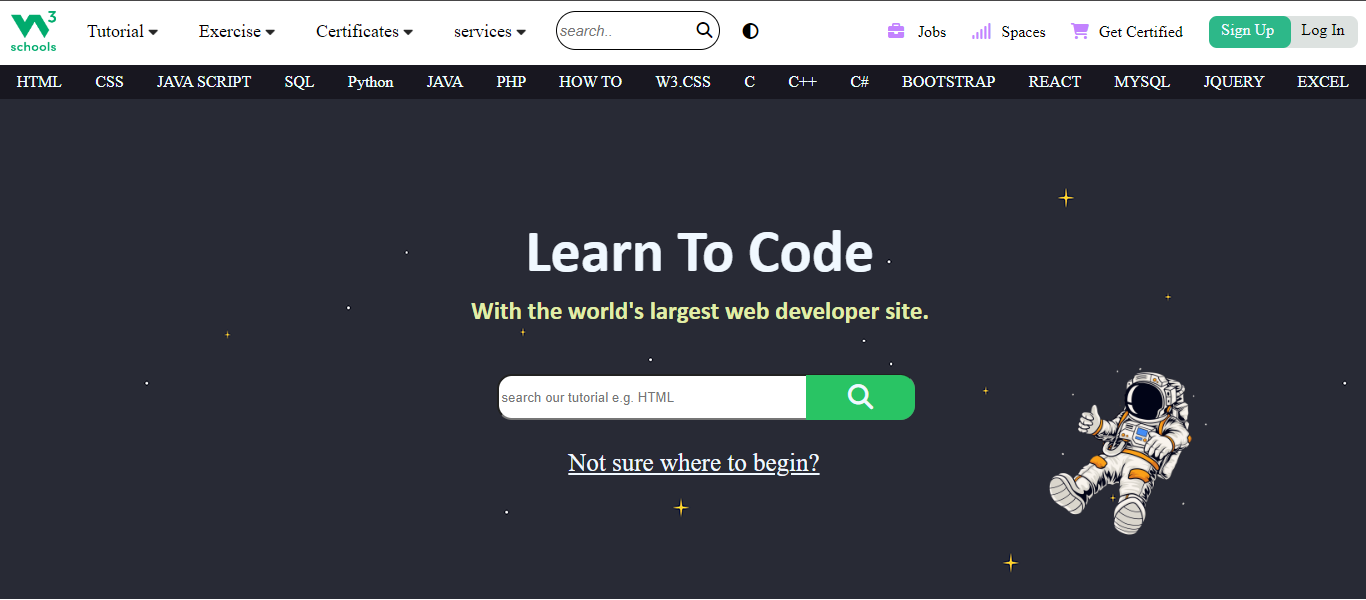 W3 schools Tutorial Exercise Certificates services search.. Jobs Spaces Get Certified Sign Up Log In
HTML CSS JAVA SCRIPT SQL Python JAVA PHP HOW TO W3.CSS C C++ C# BOOTSTRAP REACT MYSQL JQUERY EXCEL
Learn To Code
With the world's largest web developer site.
search our tutorial e.g. HTML
Not sure where to begin?